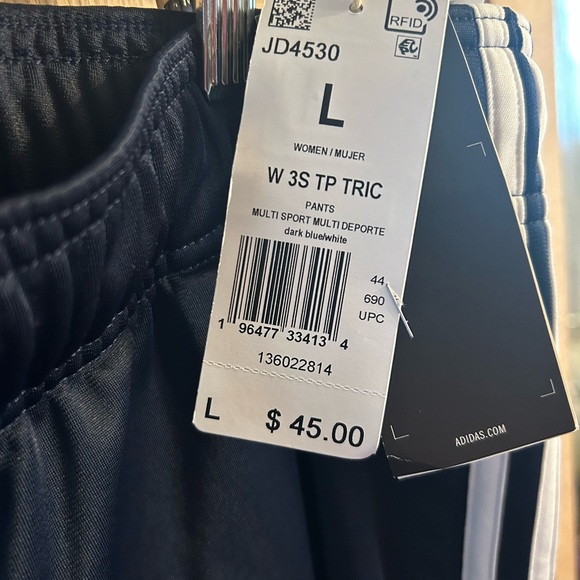 RFID
JD4530
L
WOMEN / MUJER
W 3S TP TRIC
PANTS
MULTI SPORT MULTI DEPORTE
dark blue/white
44
690
UPC
1 96477 33413 4
136022814
L $ 45.00
ADIDAS.COM